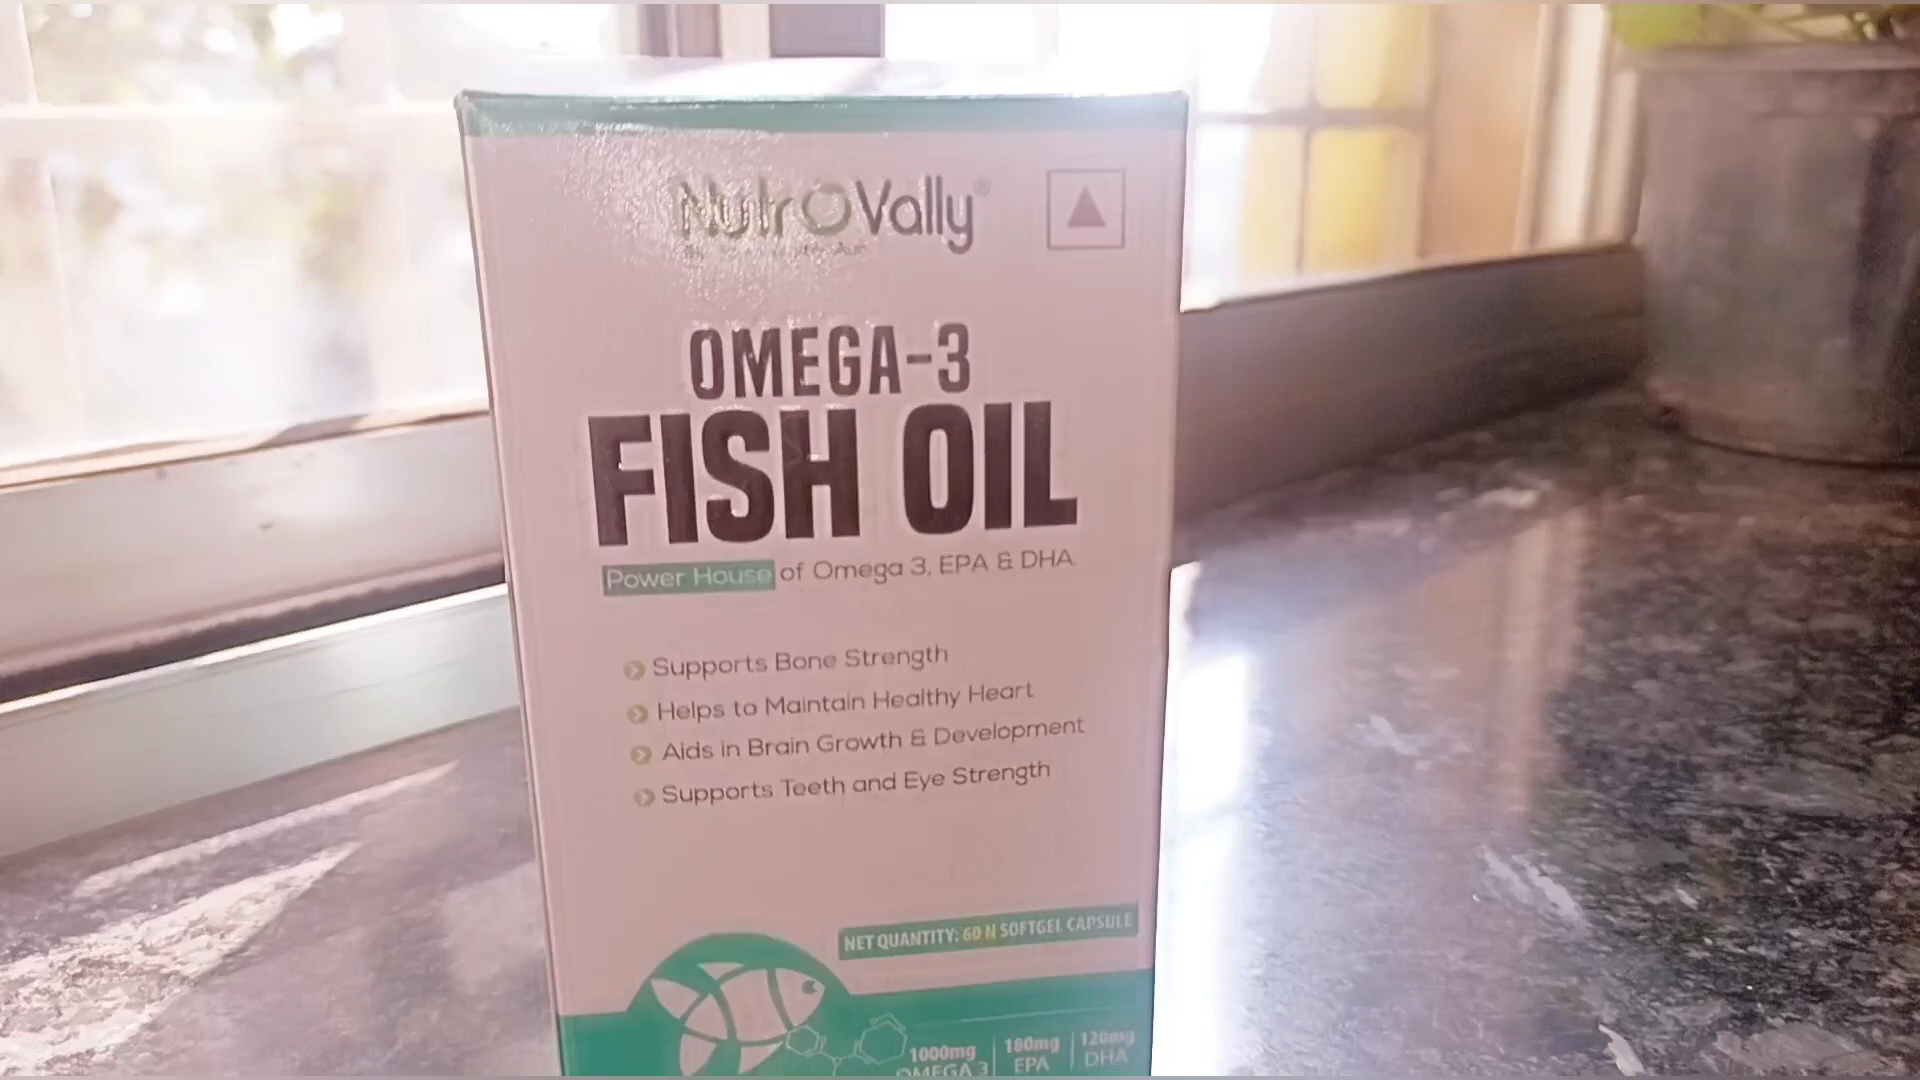 NutrOVally®
OMEGA-3
FISH OIL
Power House of Omega 3, EPA & DHA.
Supports Bone Strength
Helps to Maintain Healthy Heart
Aids in Brain Growth & Development
Supports Teeth and Eye Strength
NET QUANTITY: 60 N SOFTGEL CAPSULE
1000mg 180mg 120mg
OMEGA 3 EPA DHA